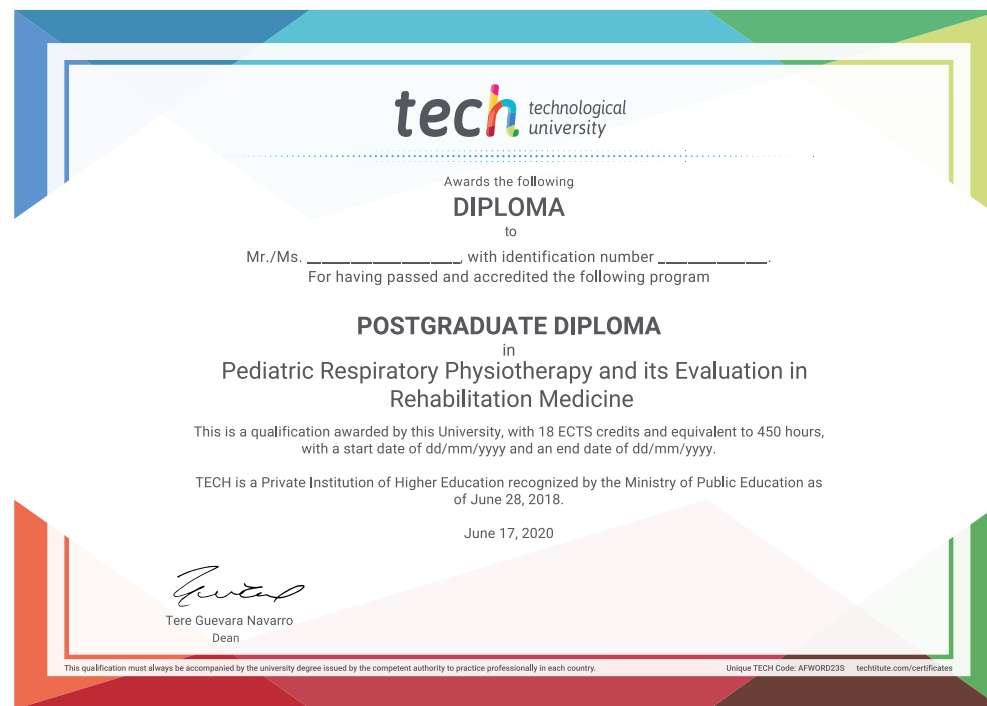 tech technological
university
Awards the following
DIPLOMA
to
Mr./Ms. ___________________, with identification number _____________.
For having passed and accredited the following program
POSTGRADUATE DIPLOMA
in
Pediatric Respiratory Physiotherapy and its Evaluation in
Rehabilitation Medicine
This is a qualification awarded by this University, with 18 ECTS credits and equivalent to 450 hours,
with a start date of dd/mm/yyyy and an end date of dd/mm/yyyy.
TECH is a Private Institution of Higher Education recognized by the Ministry of Public Education as
of June 28, 2018.
June 17, 2020
Tere Guevara Navarro
Dean
This qualification must always be accompanied by the university degree issued by the competent authority to practice professionally in each country.
Unique TECH Code: AFWORD23S techtitute.com/certificates